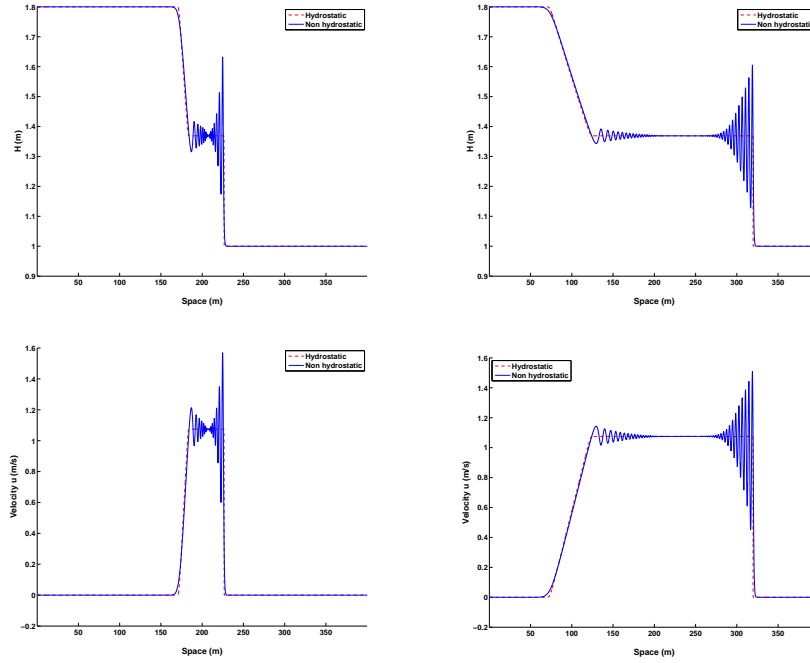 1.8
1.7
1.6
1.5
1.4
1.3
1.2
1.1
1
0.9
H (m)
50 100 150 200 250 300 350
Space (m)
Hydrostatic
Non hydrostatic
1.8
1.7
1.6
1.5
1.4
1.3
1.2
1.1
1
0.9
H (m)
50 100 150 200 250 300 350
Space (m)
Hydrostatic
Non hydrostatic
1.6
1.4
1.2
1
0.8
0.6
0.4
0.2
0
−0.2
Velocity u (m/s)
50 100 150 200 250 300 350
Space (m)
Hydrostatic
Non hydrostatic
1.6
1.4
1.2
1
0.8
0.6
0.4
0.2
0
−0.2
Velocity u (m/s)
50 100 150 200 250 300 350
Space (m)
Hydrostatic
Non hydrostatic